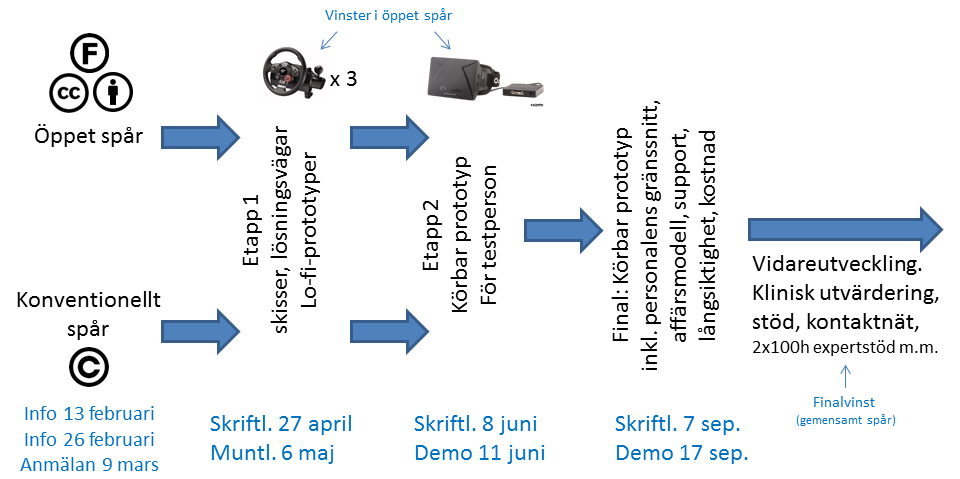 Vinster i öppet spår
F
cc
x 3
Öppet spår
Etapp 1
skisser, lösningsvägar
Lo-fi-prototyper
Etapp 2
Körbar prototyp
För testperson
Final: Körbar prototyp
inkl. personalens gränssnitt,
affärsmodell, support,
långsiktighet, kostnad
Vidareutveckling.
Klinisk utvärdering,
stöd, kontaktnät,
2x100h expertstöd m.m.
Finalvinst
(gemensamt spår)
Konventionellt
spår
C
Info 13 februari
Info 26 februari
Anmälan 9 mars
Skriftl. 27 april
Muntl. 6 maj
Skriftl. 8 juni
Demo 11 juni
Skriftl. 7 sep.
Demo 17 sep.